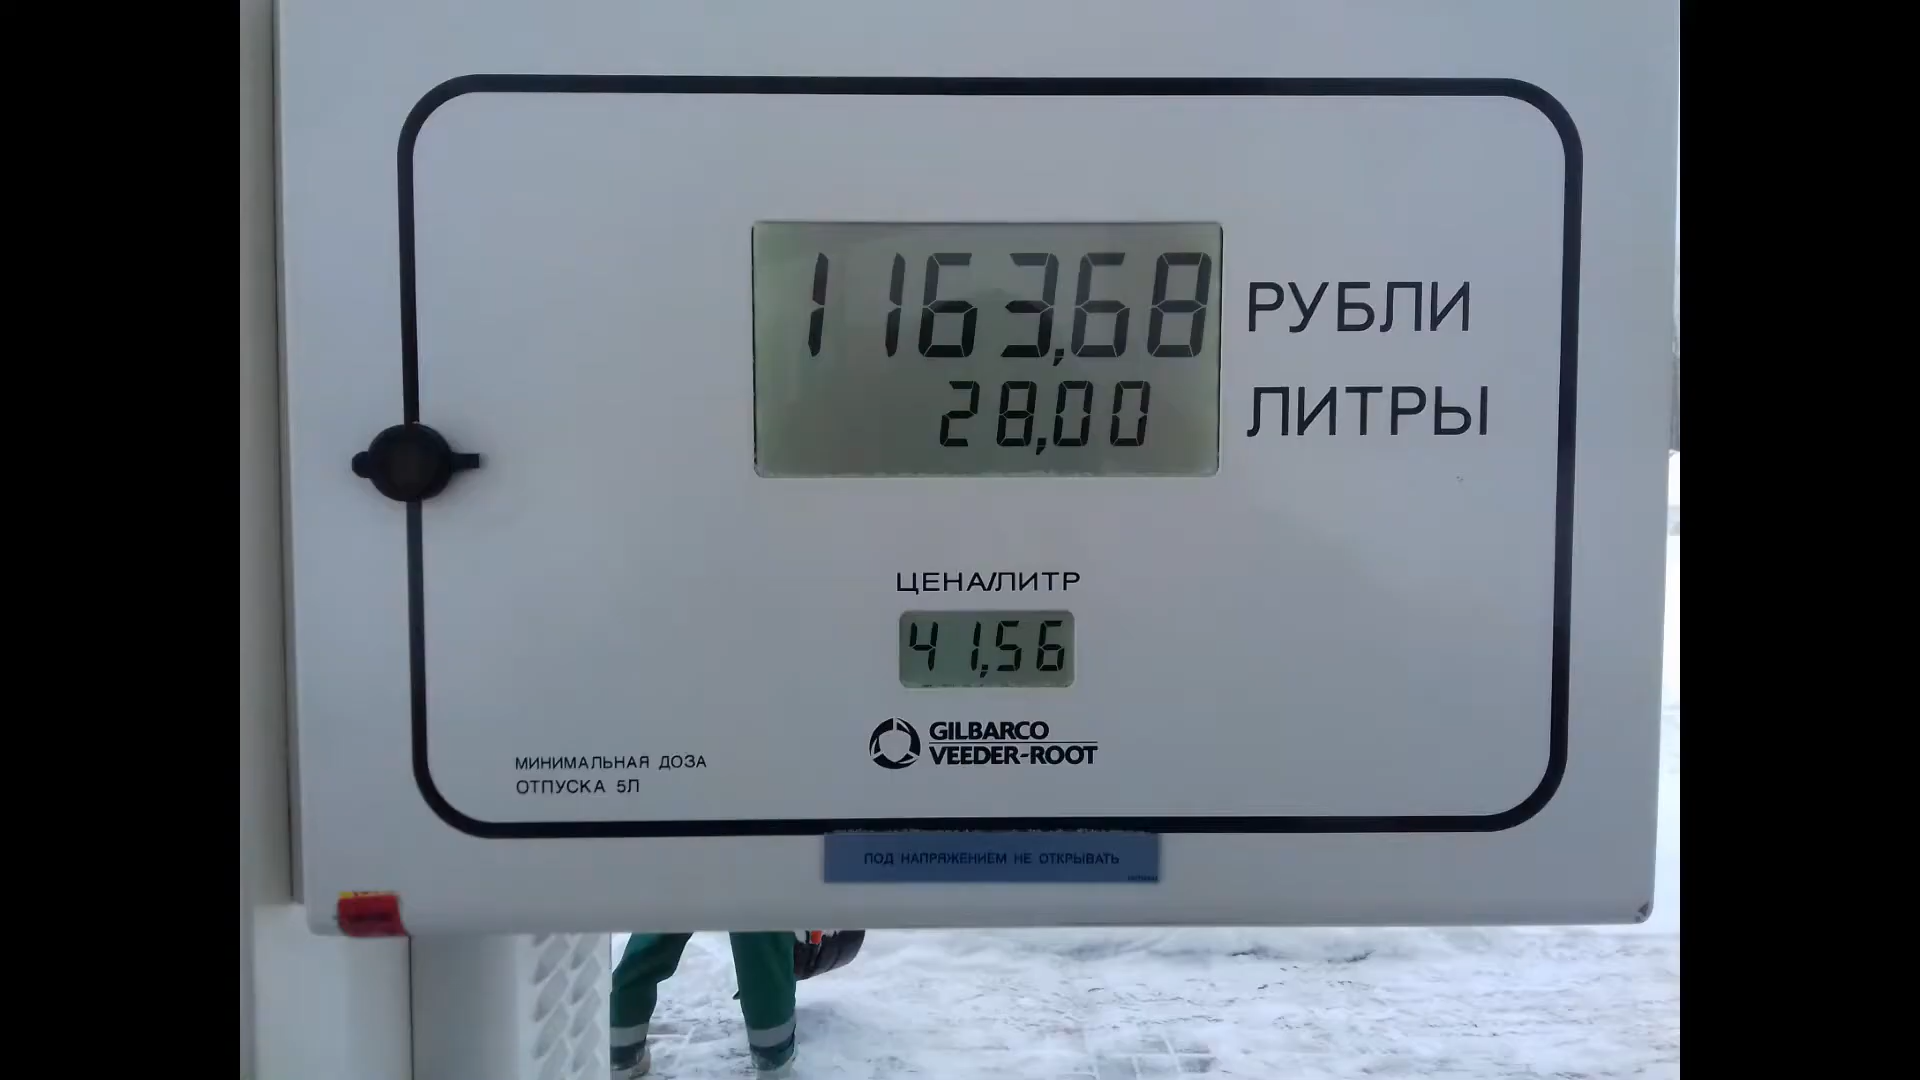 1163,68 РУБЛИ
28,00 ЛИТРЫ
ЦЕНА/ЛИТР
41,56
GILBARCO
VEEDER-ROOT
МИНИМАЛЬНАЯ ДОЗА
ОТПУСКА 5Л
ПОД НАПРЯЖЕНИЕМ НЕ ОТКРЫВАТЬ